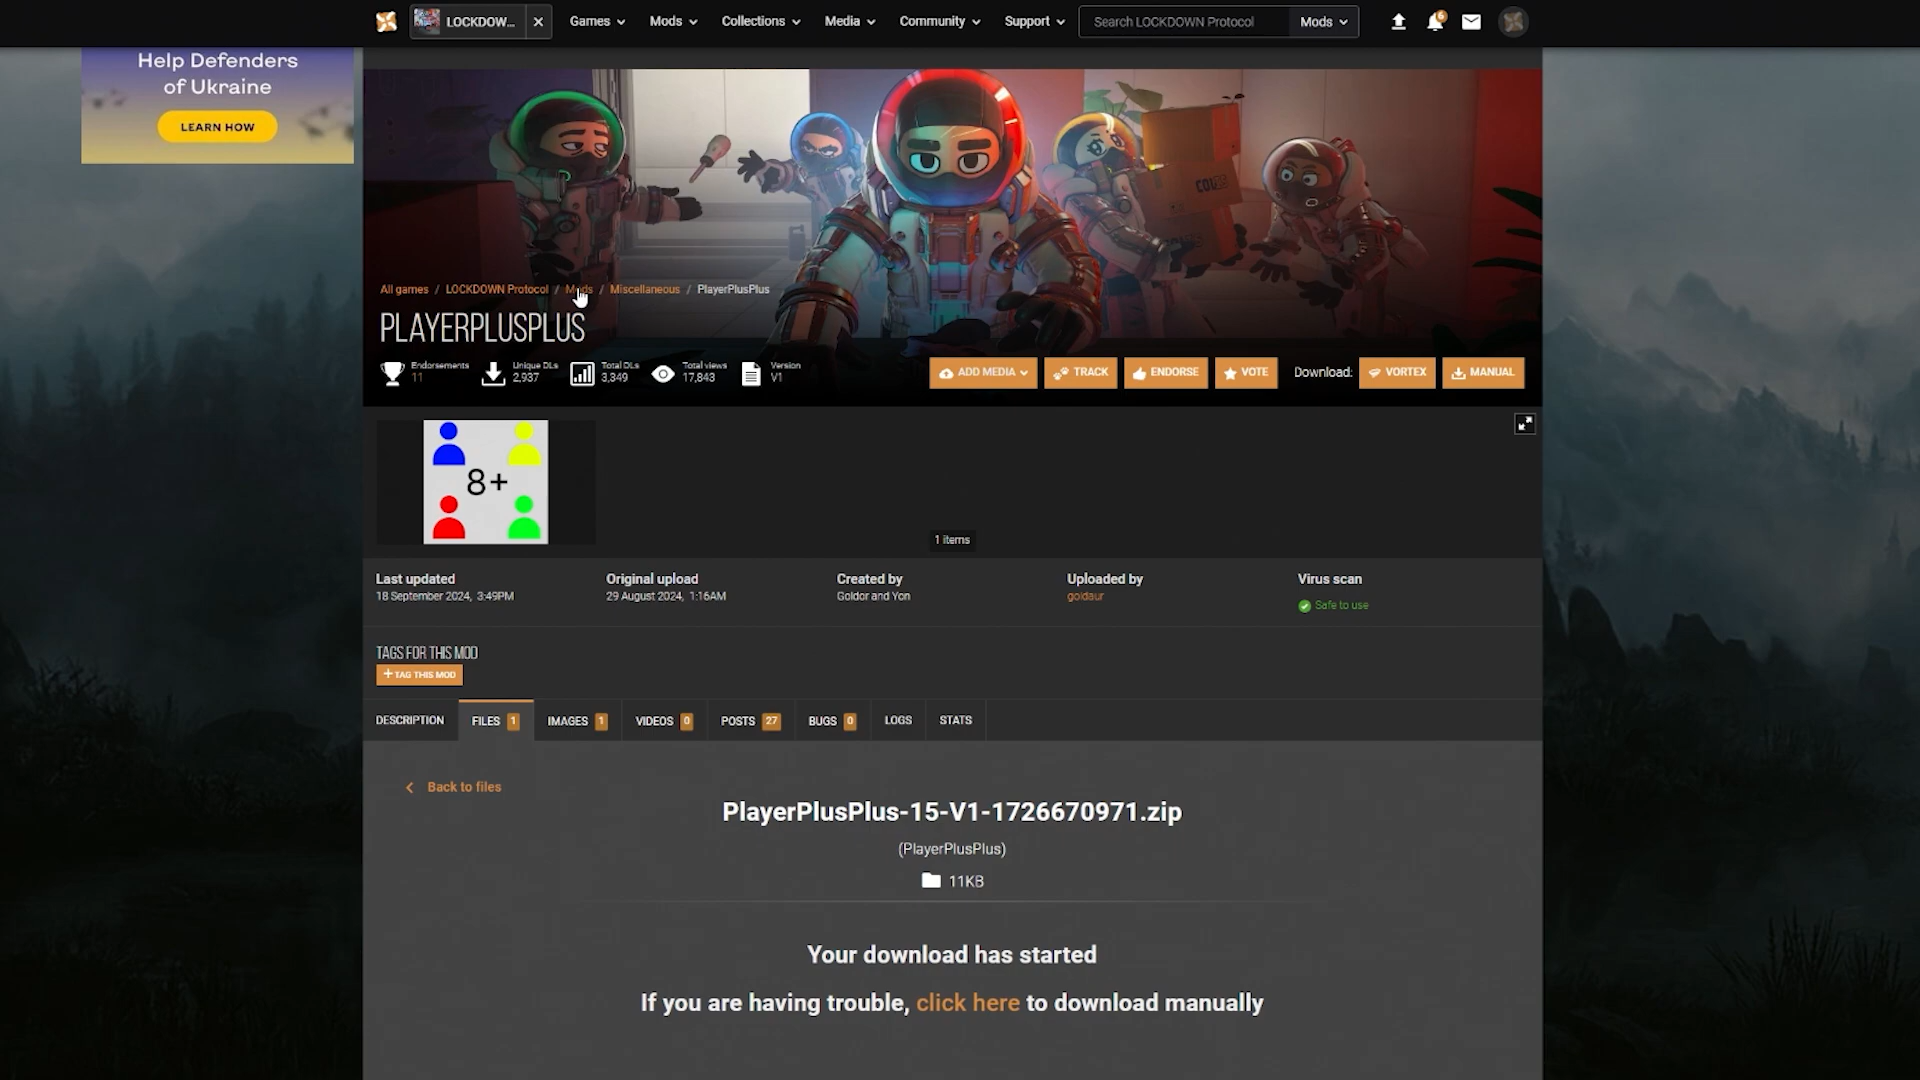 LOCKDOW...
Games
Mods
Collections
Media
Community
Support
Search LOCKDOWN Protocol
Mods
6
Help Defenders
of Ukraine
LEARN HOW
All games / LOCKDOWN Protocol / Mods / Miscellaneous / PlayerPlusPlus
PLAYERPLUSPLUS
Endorsements
11
Unique DLs
2,937
Total DLs
3,349
Total views
17,843
Version
V1
ADD MEDIA
TRACK
ENDORSE
VOTE
Download:
VORTEX
MANUAL
8+
1 items
Last updated
18 September 2024, 3:49PM
Original upload
29 August 2024, 1:16AM
Created by
Goldor and Yon
Uploaded by
goldaur
Virus scan
Safe to use
TAGS FOR THIS MOD
+ TAG THIS MOD
DESCRIPTION
FILES 1
IMAGES 1
VIDEOS 0
POSTS 27
BUGS 0
LOGS
STATS
Back to files
PlayerPlusPlus-15-V1-1726670971.zip
(PlayerPlusPlus)
11KB
Your download has started
If you are having trouble, click here to download manually